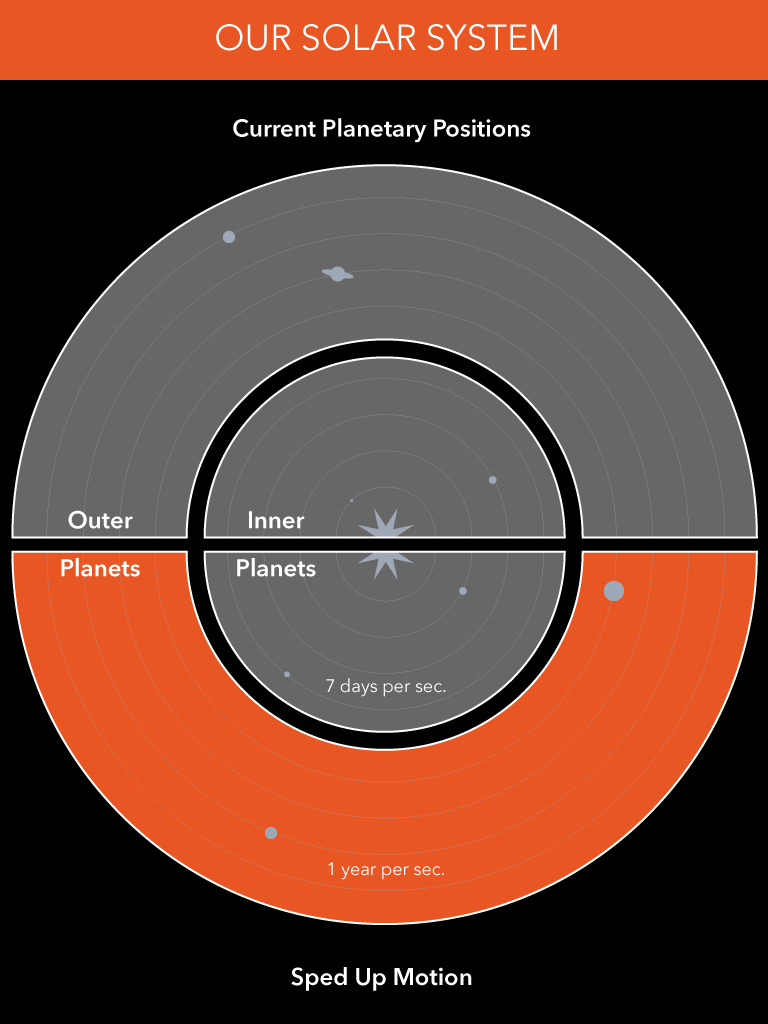 OUR SOLAR SYSTEM
Current Planetary Positions
Outer
Inner
Planets
Planets
7 days per sec.
1 year per sec.
Sped Up Motion